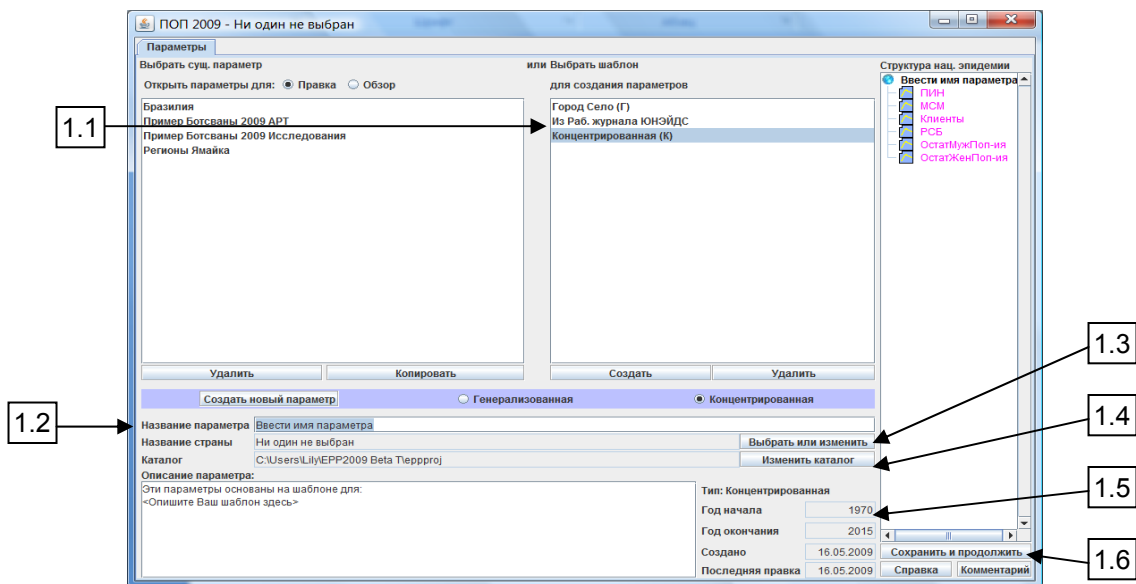 ПОП 2009 - Ни один не выбран
Параметры
Выбрать сущ. параметр
или Выбрать шаблон
Структура нац. эпидемии
Открыть параметры для: Правка Обзор
для создания параметров
Бразилия
Пример Ботсваны 2009 АРТ
Пример Ботсваны 2009 Исследования
Регионы Ямайка
Город Село (Г)
Из Раб. журнала ЮНЭЙДС
Концентрированная (К)
Ввести имя параметра
ПИН
МСМ
Клиенты
РСБ
ОстатМужПоп-ия
ОстатЖенПоп-ия
1.1
Удалить
Копировать
Создать
Удалить
1.3
Создать новый параметр
Генерализованная
Концентрированная
1.2
Название параметра Ввести имя параметра
Название страны Ни один не выбран
Выбрать или изменить
1.4
Каталог C:\Users\Lily\EPP2009 Beta T\eppproj
Изменить каталог
Описание параметра:
Эти параметры основаны на шаблоне для:
<Опишите Ваш шаблон здесь>
Тип: Концентрированная
Год начала 1970
1.5
Год окончания 2015
Создано 16.05.2009
Сохранить и продолжить
1.6
Последняя правка 16.05.2009
Справка
Комментарий